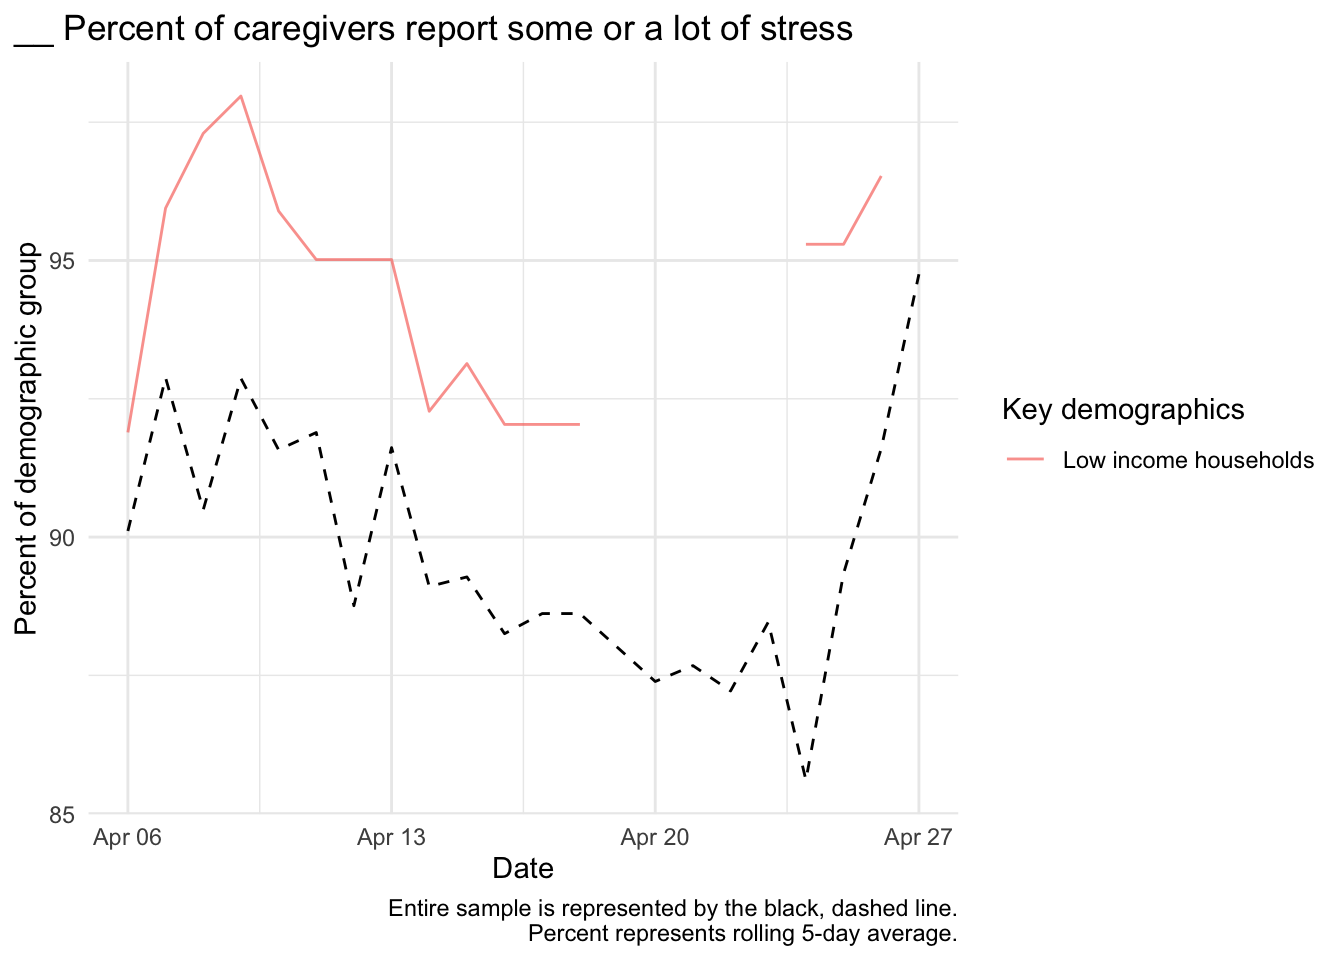 __ Percent of caregivers report some or a lot of stress
Percent of demographic group
95
90
85
Apr 06
Apr 13
Apr 20
Apr 27
Date
Key demographics
Low income households
Entire sample is represented by the black, dashed line.
Percent represents rolling 5-day average.